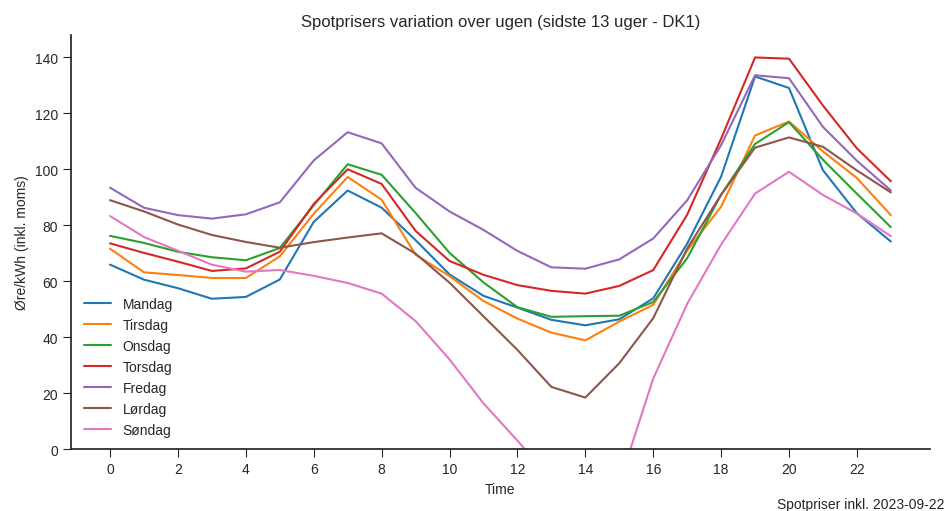 Spotprisers variation over ugen (sidste 13 uger - DK1)
Øre/kWh (inkl. moms)
140
120
100
80
60
40
20
0
Mandag
Tirsdag
Onsdag
Torsdag
Fredag
Lørdag
Søndag
0 2 4 6 8 10 12 14 16 18 20 22
Time
Spotpriser inkl. 2023-09-22